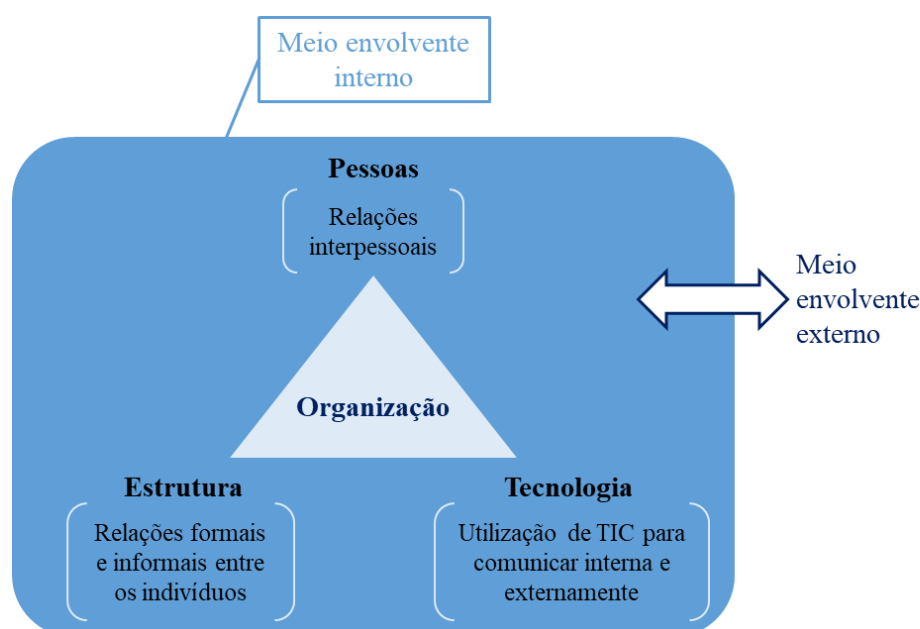 Meio envolvente
interno
Pessoas
Relações
interpessoais
Meio
envolvente
externo
Organização
Estrutura
Relações formais
e informais entre
os indivíduos
Tecnologia
Utilização de TIC para
comunicar interna e
externamente